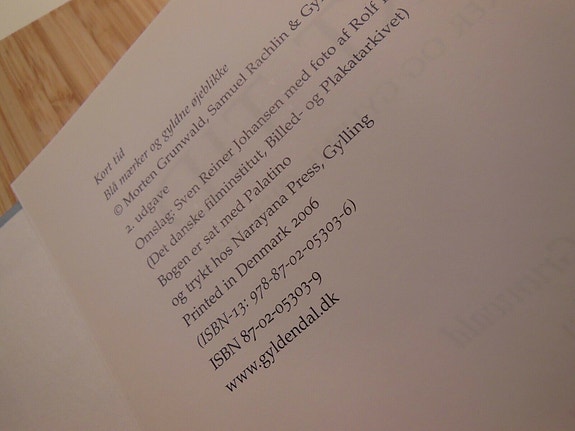 Kort tid
Blå mærker og gyldne øjeblikke
© Morten Grunwald, Samuel Rachlin & Gy
2. udgave
Omslag: Sven Reiner Johansen med foto af Rolf
(Det danske filminstitut, Billed- og Plakatarkivet)
Bogen er sat med Palatino
og trykt hos Narayana Press, Gylling
Printed in Denmark 2006
(ISBN-13: 978-87-02-05303-6)
ISBN 87-02-05303-9
www.gyldendal.dk